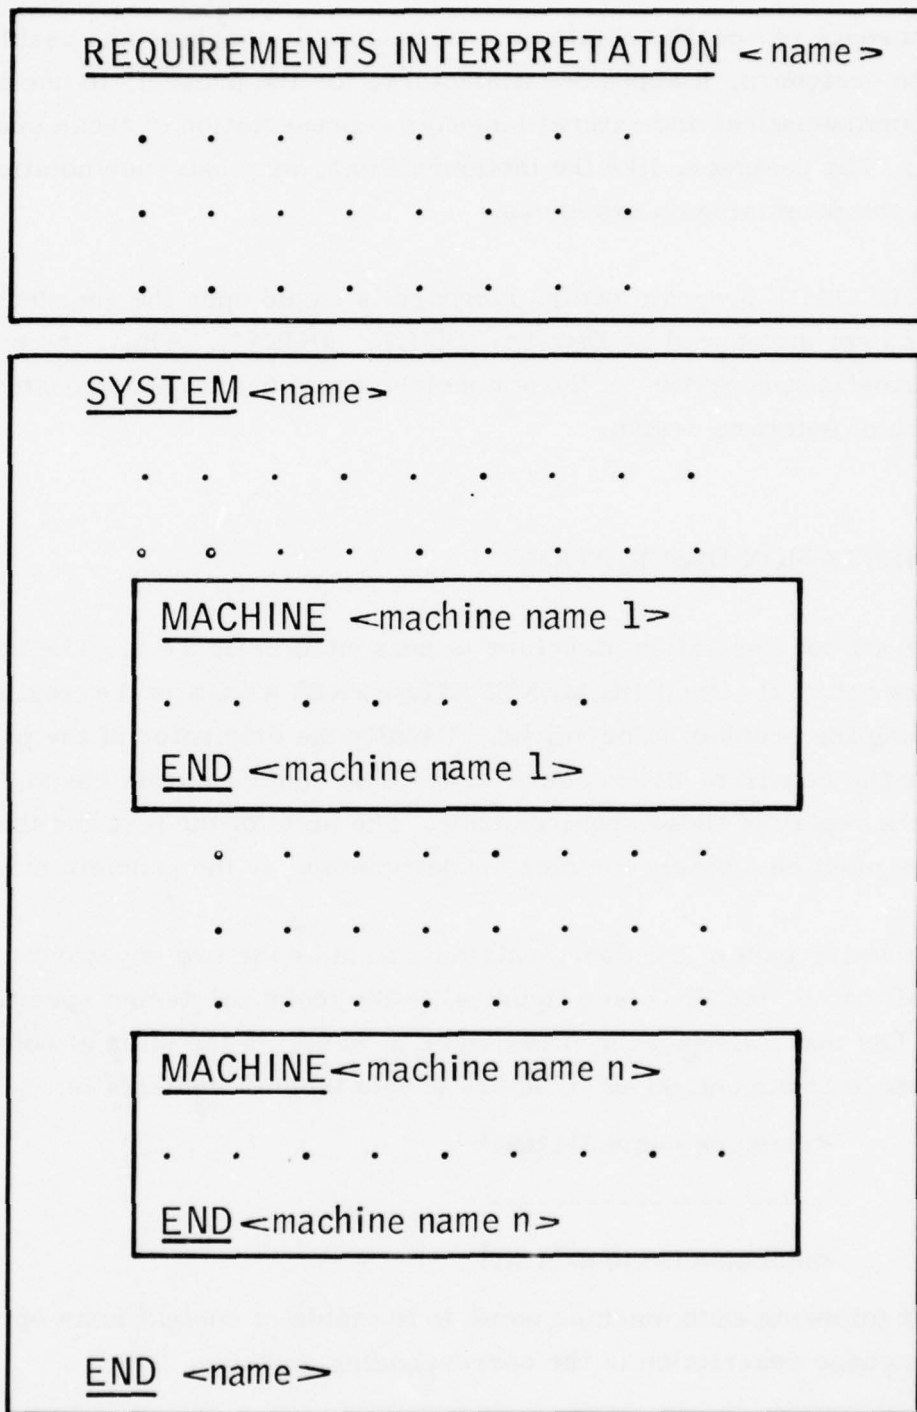 REQUIREMENTS INTERPRETATION <name>
. . . . . . . .
. . . . . . . .
. . . . . . . .
SYSTEM <name>
. . . . . . . . .
. . . . . . . . .
MACHINE <machine name 1>
. . . . . . .
END <machine name 1>
. . . . . . . .
. . . . . . . .
. . . . . . . .
MACHINE <machine name n>
. . . . . . . . .
END <machine name n>
END <name>